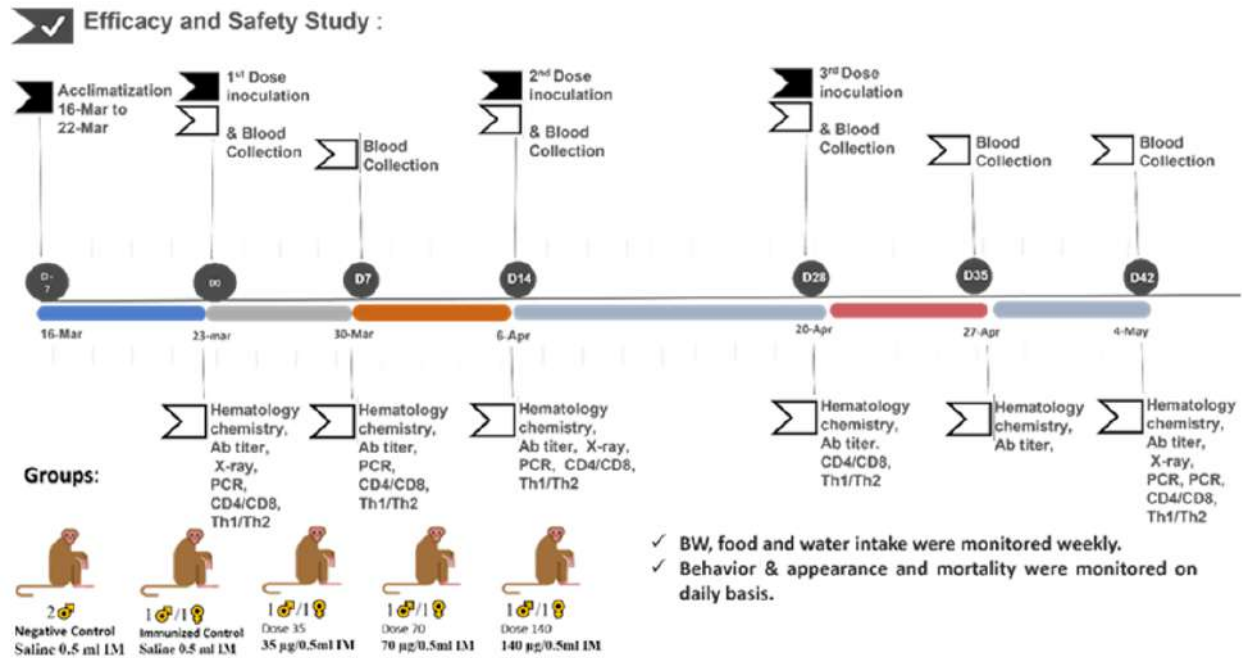 Efficacy and Safety Study :
Acclimatization
16-Mar to
22-Mar
1st Dose
inoculation
& Blood
Collection
Blood
Collection
2nd Dose
Inoculation
& Blood
Collection
3rd Dose
inoculation
& Blood
Collection
Blood
Collection
Blood
Collection
D-
7
D0
D7
D14
D28
D35
D42
16-Mar
23-mar
30-Mar
6-Apr
20-Apr
27-Apr
4-May
Hematology
chemistry,
Ab titer,
X-ray,
PCR,
CD4/CD8,
Th1/Th2
Hematology
chemistry,
Ab titer,
PCR,
CD4/CD8,
Th1/Th2
Hematology
chemistry,
Ab titer, X-ray,
PCR, CD4/CD8,
Th1/Th2
Hematology
chemistry,
Ab titer.
CD4/CD8,
Th1/Th2
Hematology
chemistry,
Ab titer,
Hematology
chemistry,
Ab titer,
X-ray,
PCR, PCR,
CD4/CD8,
Th1/Th2
Groups:
2♂
Negative Control
Saline 0.5 ml IM
1♂/1♀
Immunized Control
Saline 0.5 ml IM
1♂/1♀
Dose 35
35 µg/0.5ml IM
1♂/1♀
Dose 70
70 µg/0.5ml IM
1♂/1♀
Dose 140
140 µg/0.5ml IM
✓ BW, food and water intake were monitored weekly.
✓ Behavior & appearance and mortality were monitored on
daily basis.